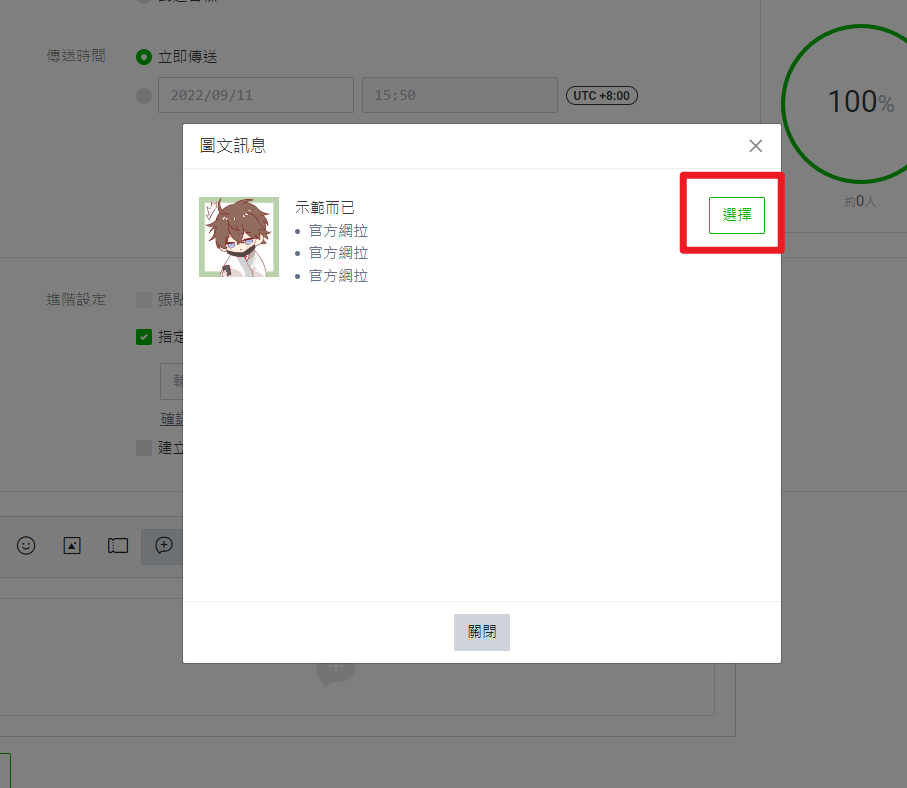 傳送時間
立即傳送
2022/09/11
15:50
UTC +8:00
100%
約0人
圖文訊息
示範而已
選擇
官方網拉
官方網拉
官方網拉
進階設定
張貼
指定
建立
關閉